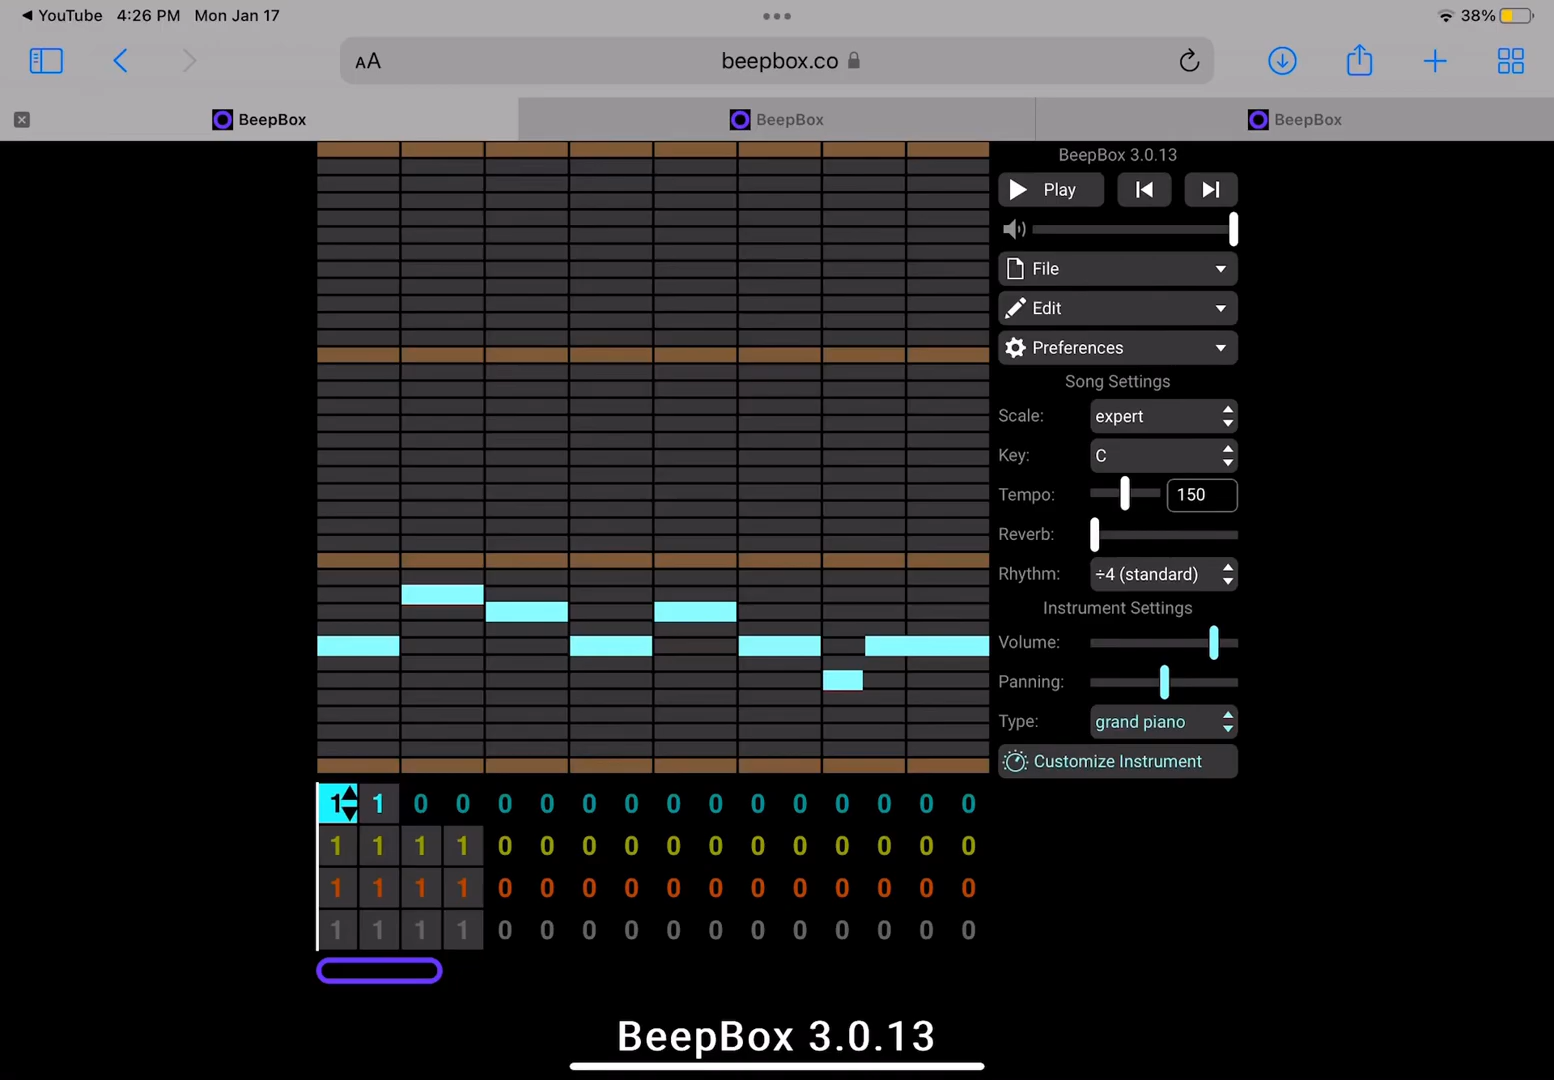 YouTube 4:26 PM Mon Jan 17 38%
AA beepbox.co
BeepBox BeepBox BeepBox
BeepBox 3.0.13
Play
File
Edit
Preferences
Song Settings
Scale: expert
Key: C
Tempo: 150
Reverb:
Rhythm: ÷4 (standard)
Instrument Settings
Volume:
Panning:
Type: grand piano
Customize Instrument
1 1 0 0 0 0 0 0 0 0 0 0 0 0 0 0
1 1 1 1 0 0 0 0 0 0 0 0 0 0 0 0
1 1 1 1 0 0 0 0 0 0 0 0 0 0 0 0
1 1 1 1 0 0 0 0 0 0 0 0 0 0 0 0
BeepBox 3.0.13